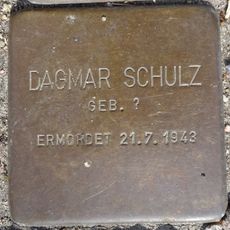 DAGMAR SCHULZ
GEB. ?
ERMORDET 21.7.1943